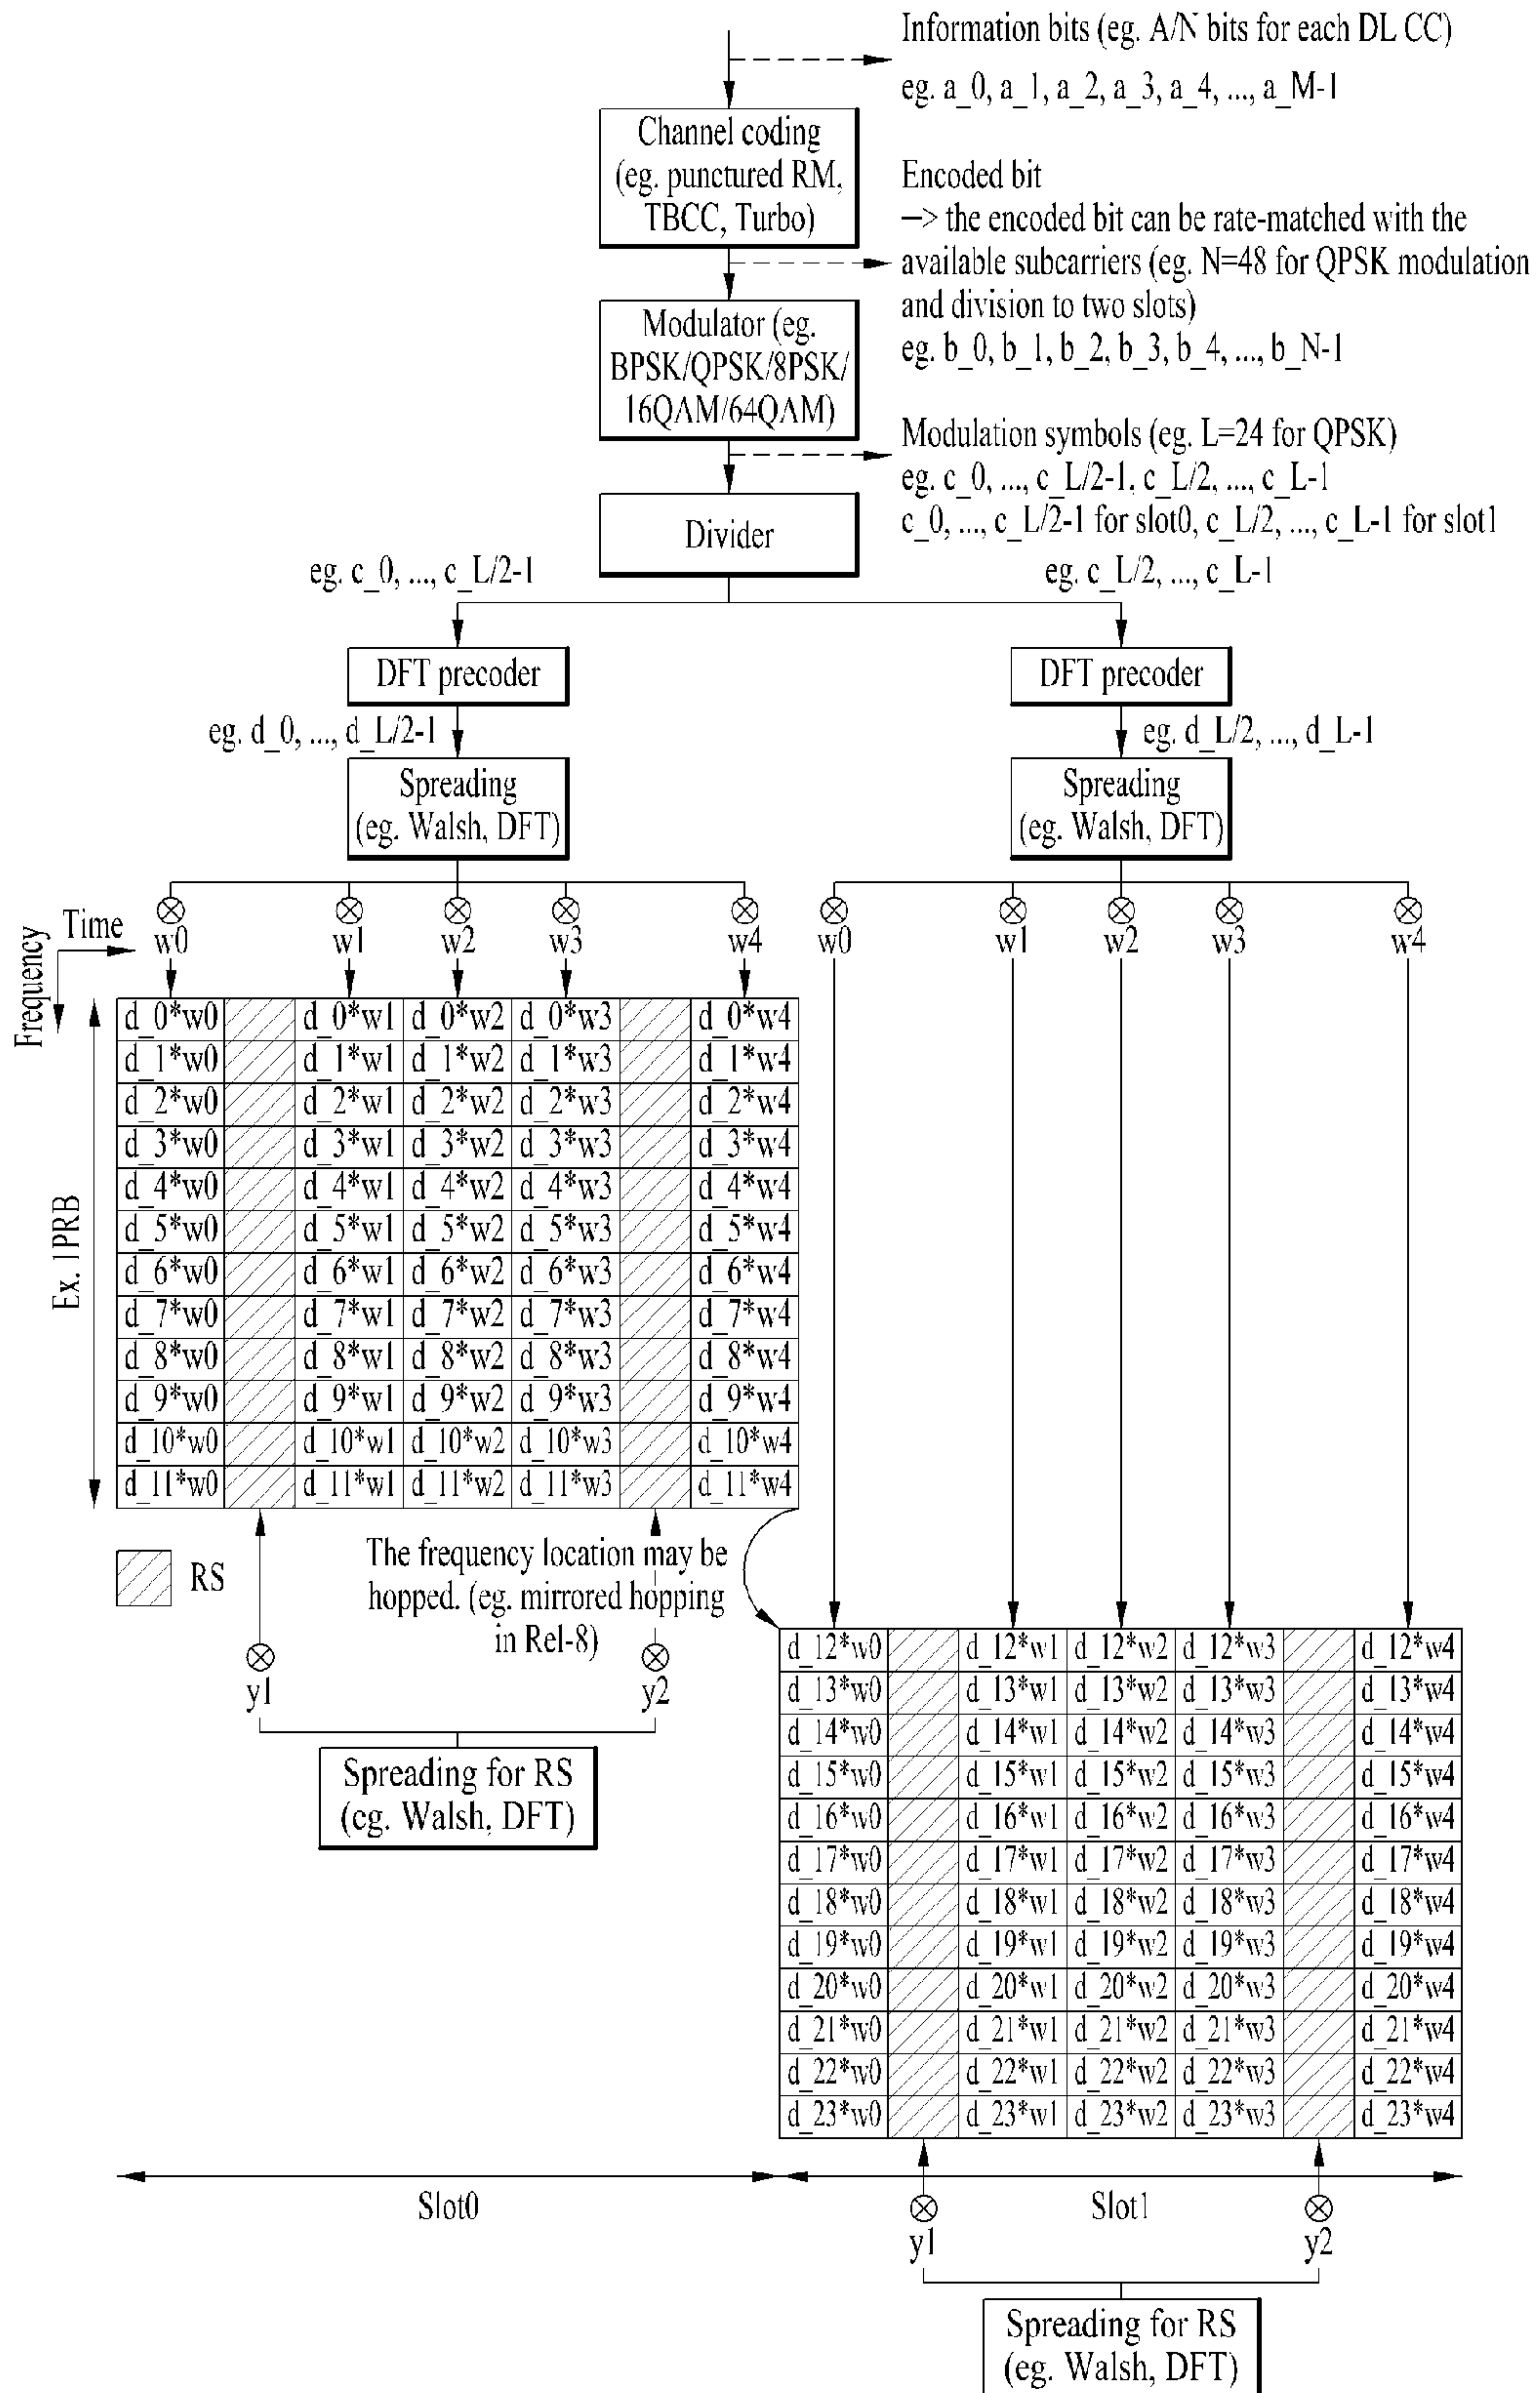 Information bits (eg. A/N bits for each DL CC)
eg. a_0, a_1, a_2, a_3, a_4, ..., a_M-1
Channel coding
(eg. punctured RM,
TBCC, Turbo)
Encoded bit
—> the encoded bit can be rate-matched with the
available subcarriers (eg. N=48 for QPSK modulation
and division to two slots)
eg. b_0, b_1, b_2, b_3, b_4, ..., b_N-1
Modulator (eg.
BPSK/QPSK/8PSK/
16QAM/64QAM)
Modulation symbols (eg. L=24 for QPSK)
eg. c_0, ..., c_L/2-1, c_L/2, ..., c_L-1
c_0, ..., c_L/2-1 for slot0, c_L/2, ..., c_L-1 for slot1
Divider
eg. c_0, ..., c_L/2-1
eg. c_L/2, ..., c_L-1
DFT precoder
DFT precoder
eg. d_0, ..., d_L/2-1
eg. d_L/2, ..., d_L-1
Spreading
(eg. Walsh, DFT)
Spreading
(eg. Walsh, DFT)
Time
Frequency
w0 w1 w2 w3 w4
w0 w1 w2 w3 w4
Ex. 1PRB
d_0*w0 d_0*w1 d_0*w2 d_0*w3 d_0*w4
d_1*w0 d_1*w1 d_1*w2 d_1*w3 d_1*w4
d_2*w0 d_2*w1 d_2*w2 d_2*w3 d_2*w4
d_3*w0 d_3*w1 d_3*w2 d_3*w3 d_3*w4
d_4*w0 d_4*w1 d_4*w2 d_4*w3 d_4*w4
d_5*w0 d_5*w1 d_5*w2 d_5*w3 d_5*w4
d_6*w0 d_6*w1 d_6*w2 d_6*w3 d_6*w4
d_7*w0 d_7*w1 d_7*w2 d_7*w3 d_7*w4
d_8*w0 d_8*w1 d_8*w2 d_8*w3 d_8*w4
d_9*w0 d_9*w1 d_9*w2 d_9*w3 d_9*w4
d_10*w0 d_10*w1 d_10*w2 d_10*w3 d_10*w4
d_11*w0 d_11*w1 d_11*w2 d_11*w3 d_11*w4
RS
The frequency location may be
hopped. (eg. mirrored hopping
in Rel-8)
y1 y2
Spreading for RS
(eg. Walsh, DFT)
d_12*w0 d_12*w1 d_12*w2 d_12*w3 d_12*w4
d_13*w0 d_13*w1 d_13*w2 d_13*w3 d_13*w4
d_14*w0 d_14*w1 d_14*w2 d_14*w3 d_14*w4
d_15*w0 d_15*w1 d_15*w2 d_15*w3 d_15*w4
d_16*w0 d_16*w1 d_16*w2 d_16*w3 d_16*w4
d_17*w0 d_17*w1 d_17*w2 d_17*w3 d_17*w4
d_18*w0 d_18*w1 d_18*w2 d_18*w3 d_18*w4
d_19*w0 d_19*w1 d_19*w2 d_19*w3 d_19*w4
d_20*w0 d_20*w1 d_20*w2 d_20*w3 d_20*w4
d_21*w0 d_21*w1 d_21*w2 d_21*w3 d_21*w4
d_22*w0 d_22*w1 d_22*w2 d_22*w3 d_22*w4
d_23*w0 d_23*w1 d_23*w2 d_23*w3 d_23*w4
Slot0
Slot1
y1 y2
Spreading for RS
(eg. Walsh, DFT)